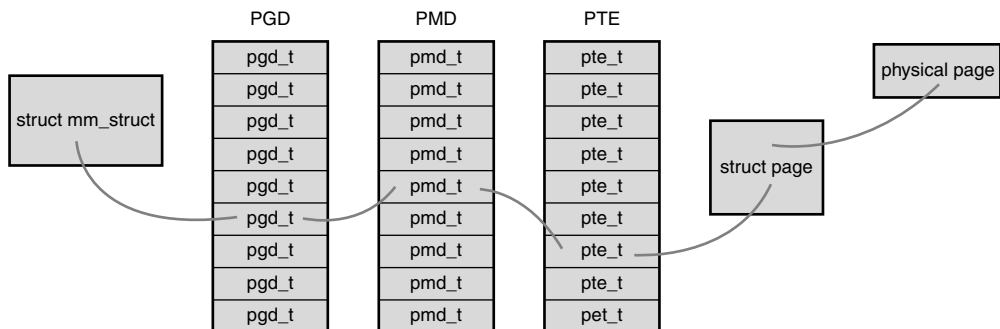 PGD
PMD
PTE
pgd_t
pmd_t
pte_t
pgd_t
pmd_t
pte_t
pgd_t
pmd_t
pte_t
pgd_t
pmd_t
pte_t
pgd_t
pmd_t
pte_t
pgd_t
pmd_t
pte_t
pgd_t
pmd_t
pte_t
pgd_t
pmd_t
pte_t
pgd_t
pmd_t
pet_t
struct mm_struct
struct page
physical page